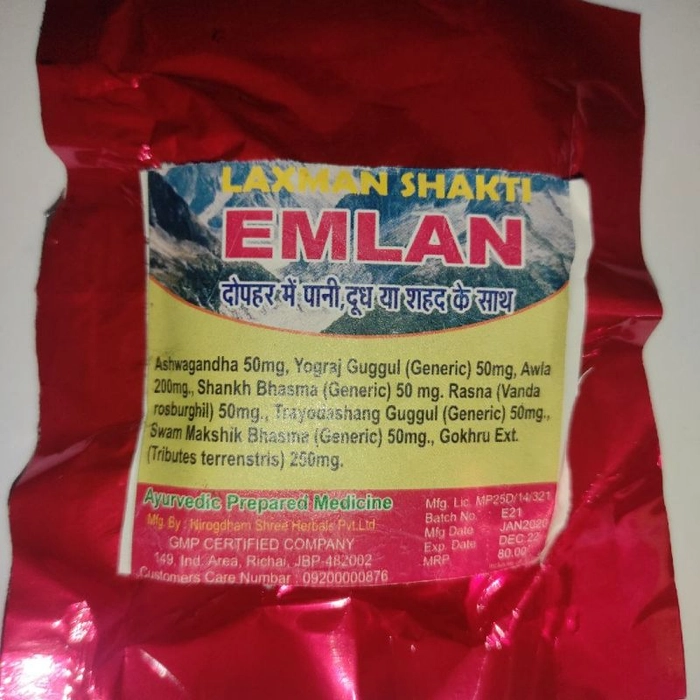 LAXMAN SHAKTI
EMLAN
दोपहर में पानी,दूध या शहद के साथ
Ashwagandha 50mg, Yograj Guggul (Generic) 50mg, Awla
200mg., Shankh Bhasma (Generic) 50 mg. Rasna (Vanda
rosburghil) 50mg., Trayodashang Guggul (Generic) 50mg.,
Swarn Makshik Bhasma (Generic) 50mg., Gokhru Ext.
(Tributes terrenstris) 250mg.
Ayurvedic Prepared Medicine
Mfg. By : Nirogdham Shree Herbals Pvt.Ltd
GMP CERTIFIED COMPANY
149, Ind. Area, Richai, JBP-482002
Customers Care Numbar : 09200000876
Mfg. Lic. MP25D/14/321
Batch No. : E21
Mfg Date : JAN2020
Exp. Date : DEC.22
MRP : 80.00